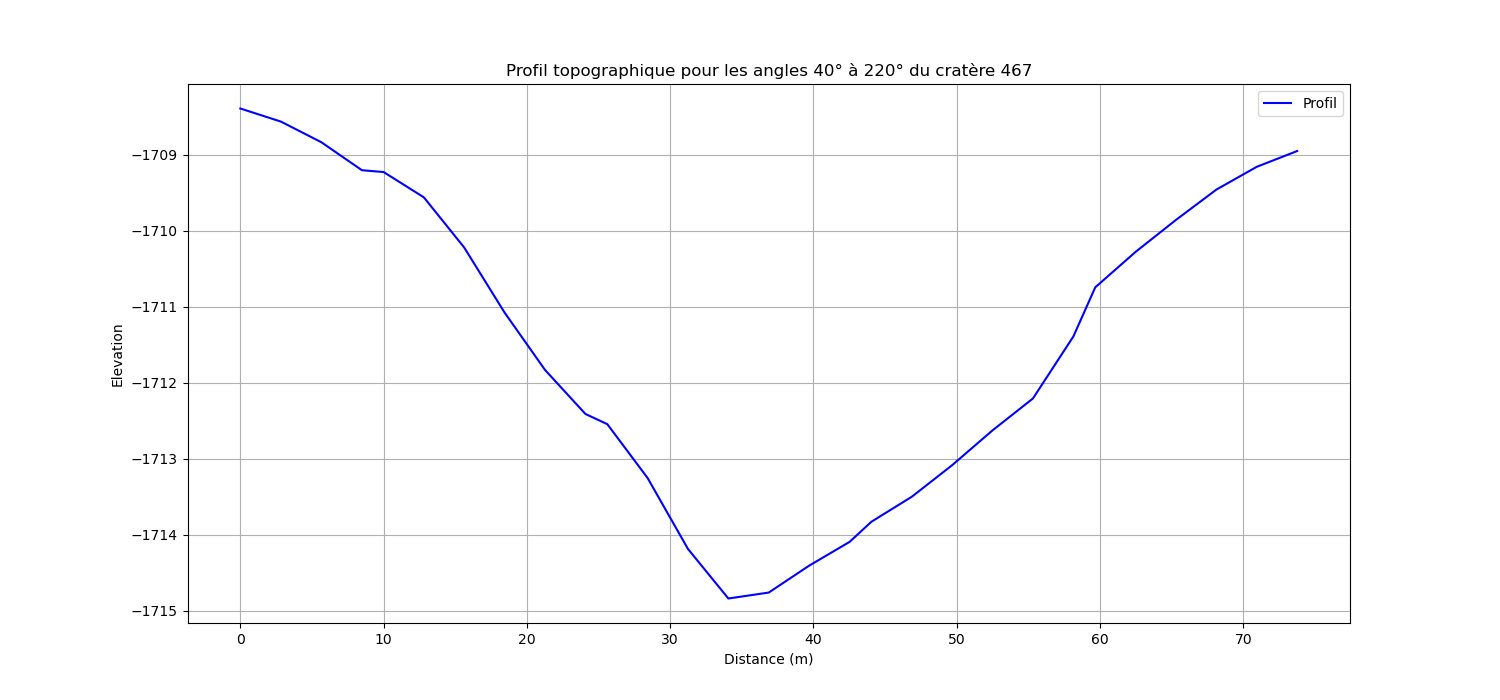 Profil topographique pour les angles 40° à 220° du cratère 467
Profil
−1709
−1710
−1711
−1712
−1713
−1714
−1715
Elevation
0 10 20 30 40 50 60 70
Distance (m)